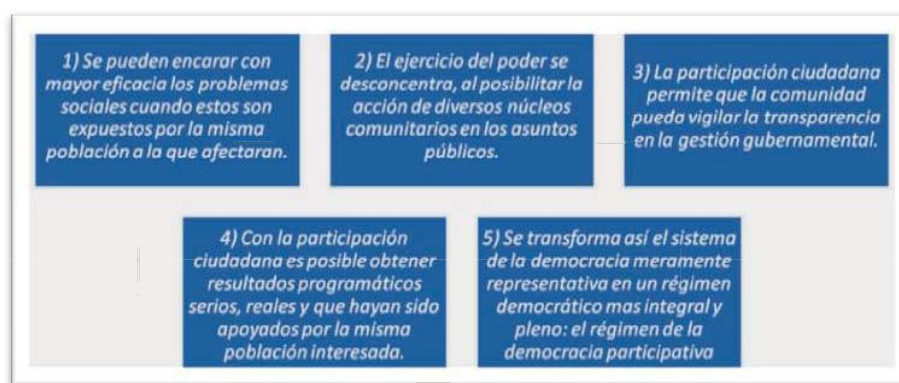 1) Se pueden encarar con
mayor eficacia los problemas
sociales cuando estos son
expuestos por la misma
población a la que afectaran.
2) El ejercicio del poder se
desconcentra, al posibilitar la
acción de diversos núcleos
comunitarios en los asuntos
públicos.
3) La participación ciudadana
permite que la comunidad
pueda vigilar la transparencia
en la gestión gubernamental.
4) Con la participación
ciudadana es posible obtener
resultados programáticos
serios, reales y que hayan sido
apoyados por la misma
población interesada.
5) Se transforma así el sistema
de la democracia meramente
representativa en un régimen
democrático mas integral y
pleno: el régimen de la
democracia participativa